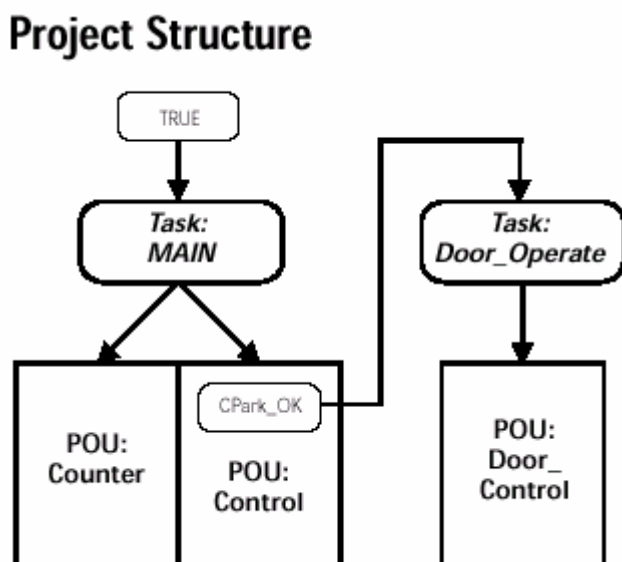 Project Structure
TRUE
Task:
MAIN
Task:
Door_Operate
CPark_OK
POU:
Counter
POU:
Control
POU:
Door_
Control